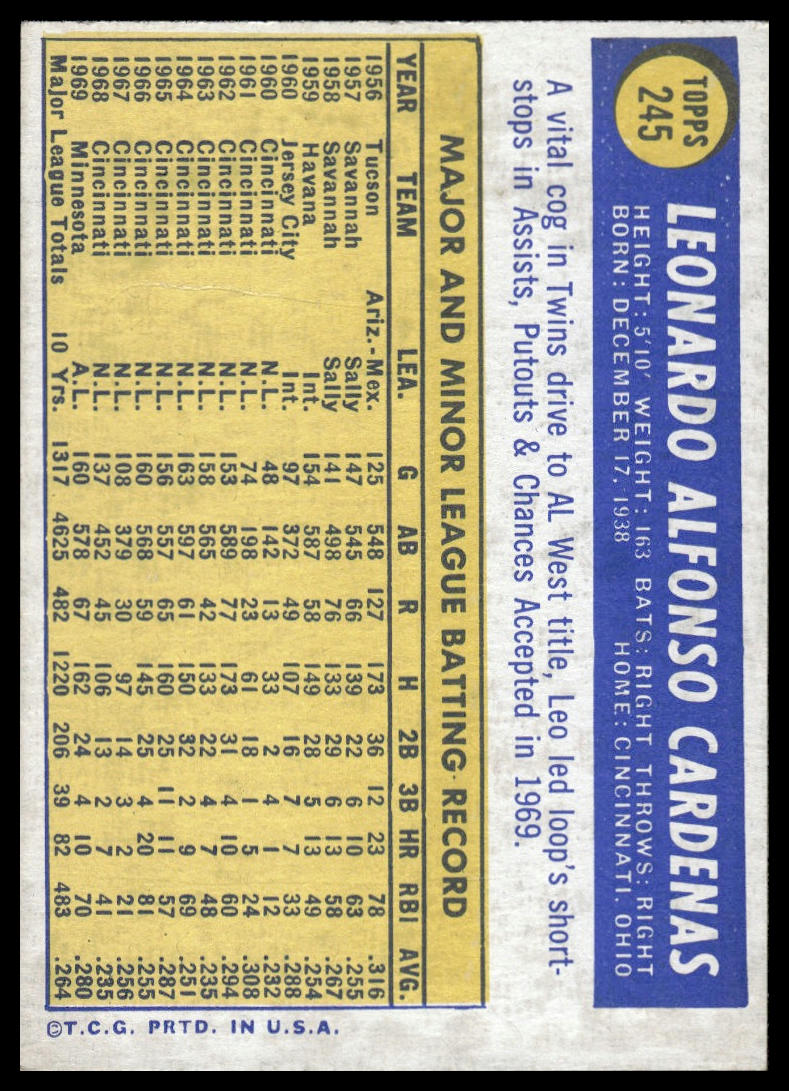 TOPPS
245
LEONARDO ALFONSO CARDENAS
HEIGHT: 5'10" WEIGHT: 163 BATS: RIGHT THROWS: RIGHT
BORN: DECEMBER 17, 1938 HOME: CINCINNATI, OHIO
A vital cog in Twins drive to AL West title, Leo led loop's short-
stops in Assists, Putouts & Chances Accepted in 1969.
MAJOR AND MINOR LEAGUE BATTING RECORD
YEAR TEAM LEA. G AB R H 2B 3B HR RBI AVG.
1956 Tucson Ariz.-Mex. 125 548 127 173 36 12 23 78 .316
1957 Savannah Sally 147 545 66 139 22 6 10 63 .255
1958 Savannah Sally 141 498 76 133 29 6 13 58 .267
1959 Havana Int. 154 587 58 149 28 5 13 49 .254
1960 Jersey City Int. 97 372 49 107 16 7 7 33 .288
1960 Cincinnati N.L. 48 142 13 33 2 4 1 12 .232
1961 Cincinnati N.L. 74 198 23 61 18 1 5 24 .308
1962 Cincinnati N.L. 153 589 77 173 31 4 10 60 .294
1963 Cincinnati N.L. 158 565 42 133 22 4 7 48 .235
1964 Cincinnati N.L. 163 597 61 150 32 2 9 69 .251
1965 Cincinnati N.L. 156 557 65 160 25 11 11 57 .287
1966 Cincinnati N.L. 160 568 59 145 25 4 20 81 .255
1967 Cincinnati N.L. 108 379 30 97 14 3 2 21 .256
1968 Cincinnati N.L. 137 452 45 106 13 2 7 41 .235
1969 Minnesota A.L. 160 578 67 162 24 4 10 70 .280
Major League Totals 10 Yrs. 1317 4625 482 1220 206 39 82 483 .264
©T.C.G. PRTD. IN U.S.A.